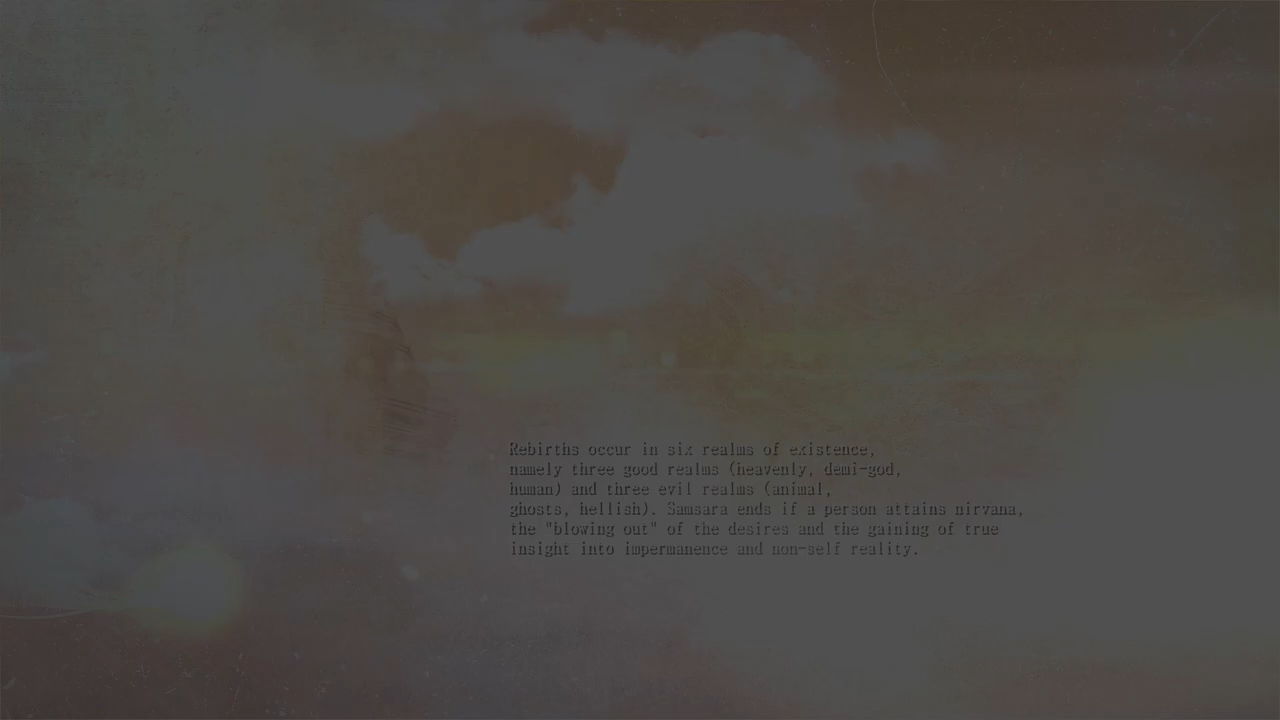 Rebirths occur in six realms of existence,
namely three good realms (heavenly, demi-god,
human) and three evil realms (animal,
ghosts, hellish). Samsara ends if a person attains nirvana,
the "blowing out" of the desires and the gaining of true
insight into impermanence and non-self reality.